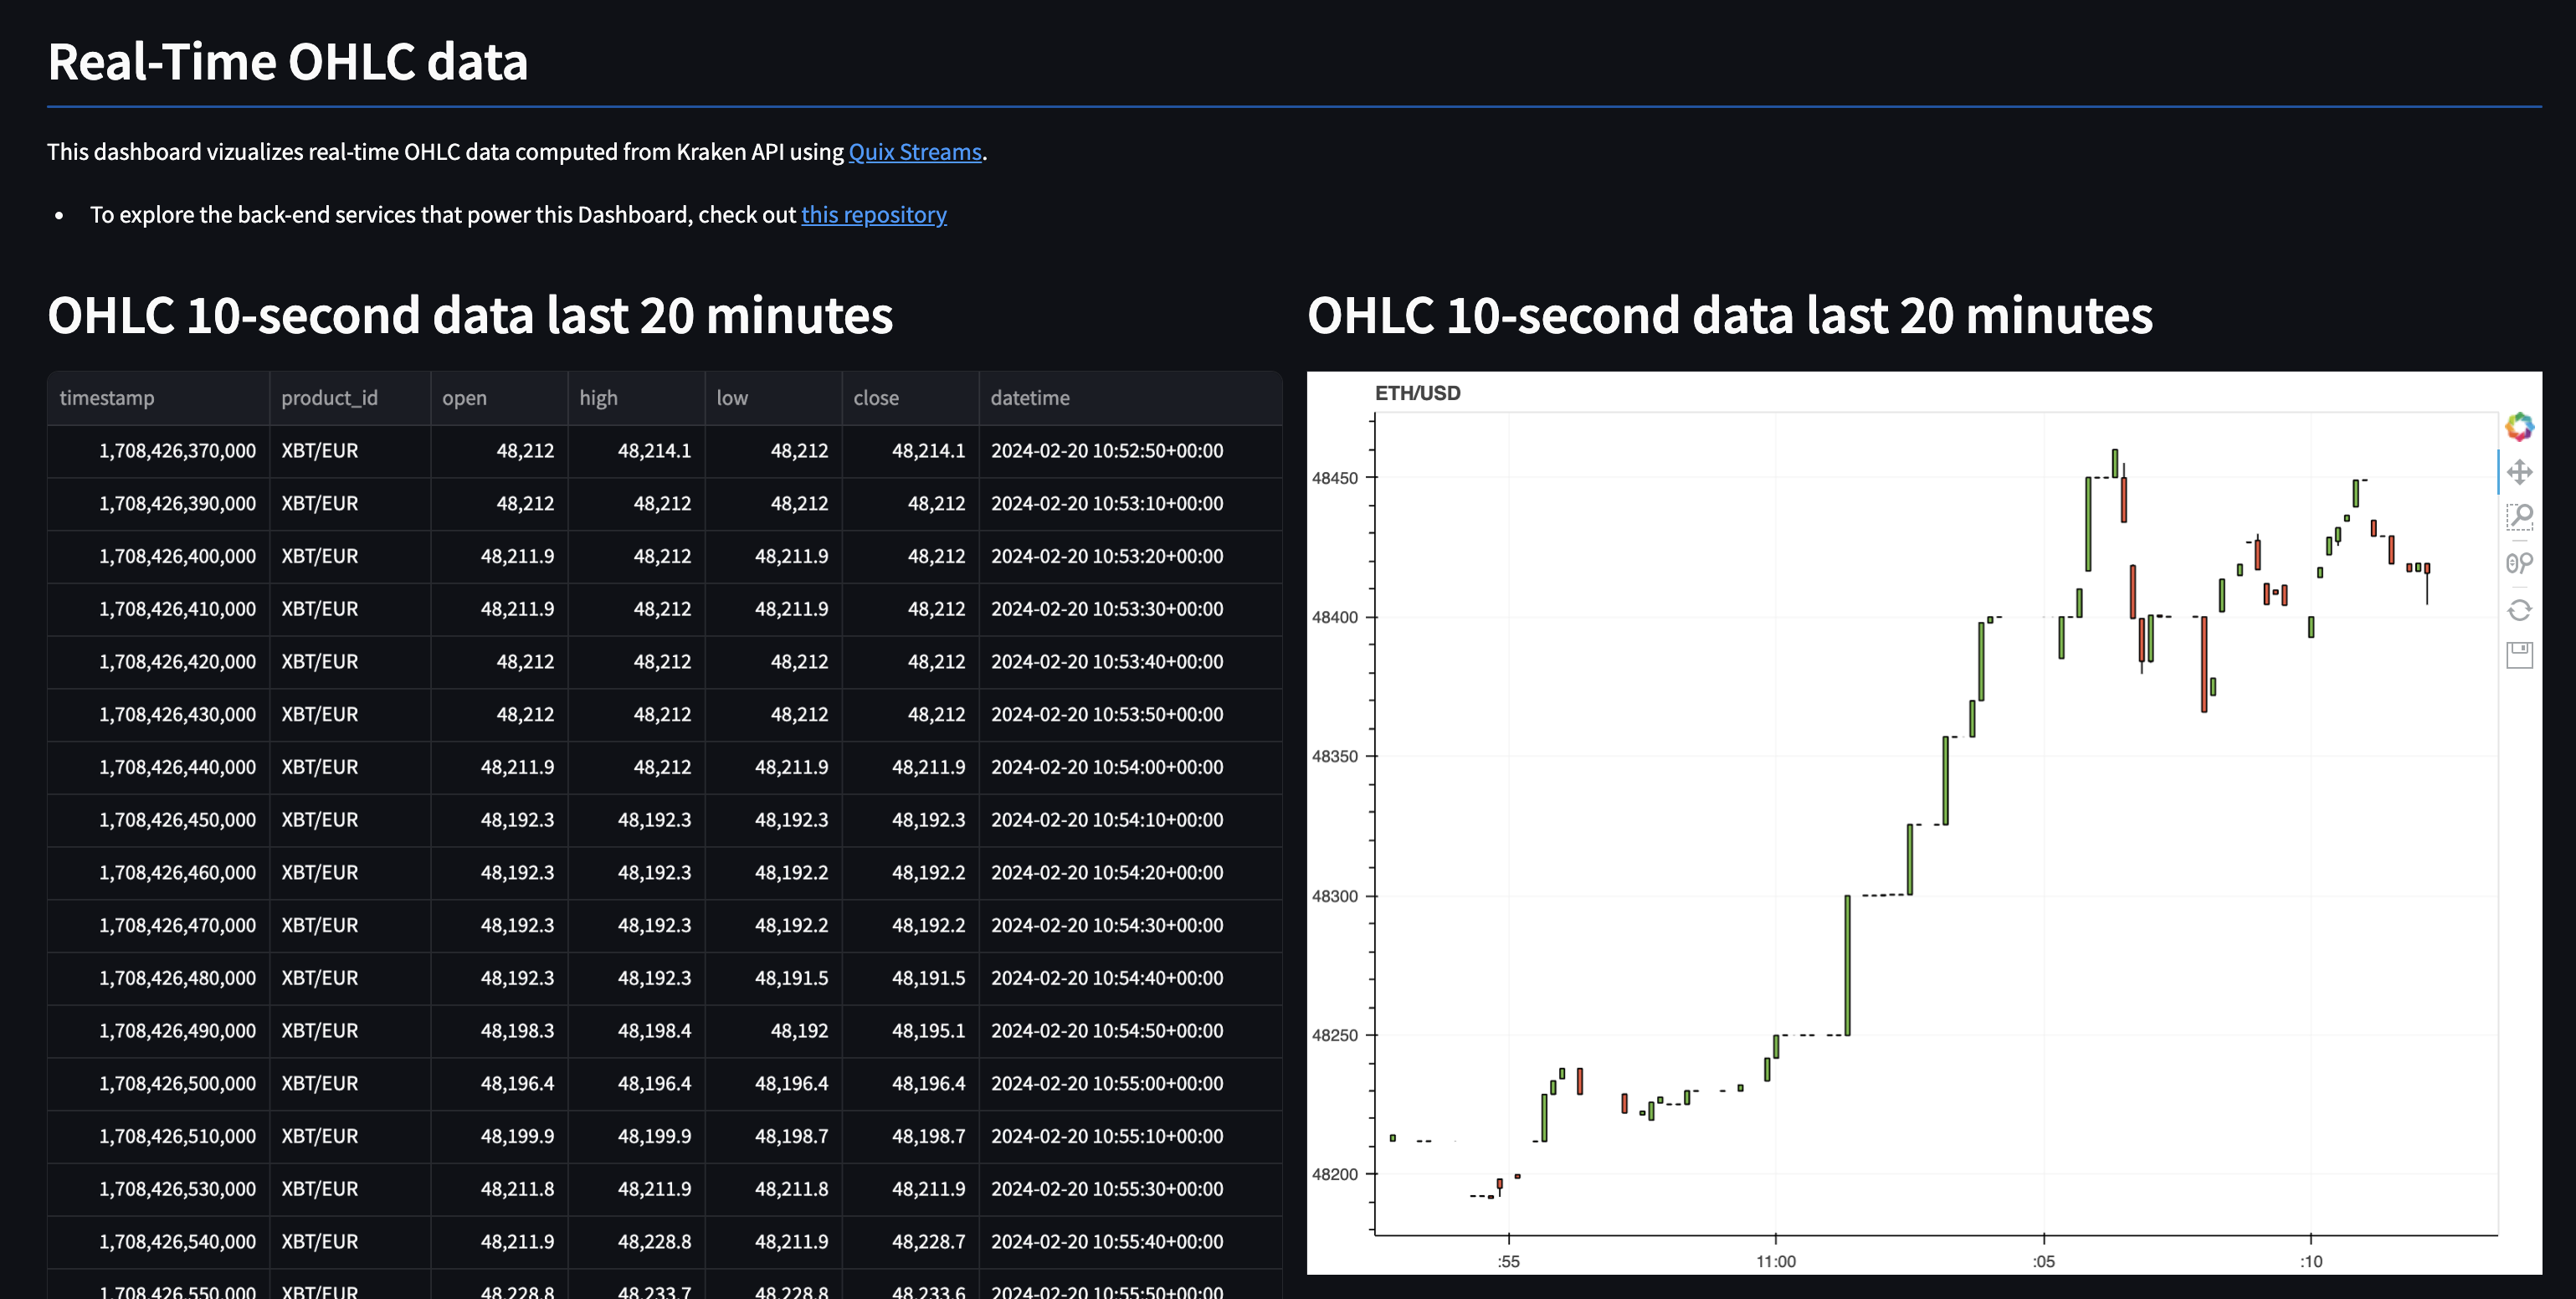 Real-Time OHLC data
This dashboard vizualizes real-time OHLC data computed from Kraken API using Quix Streams.
• To explore the back-end services that power this Dashboard, check out this repository
OHLC 10-second data last 20 minutes
timestamp product_id open high low close datetime
1,708,426,370,000 XBT/EUR 48,212 48,214.1 48,212 48,214.1 2024-02-20 10:52:50+00:00
1,708,426,390,000 XBT/EUR 48,212 48,212 48,212 48,212 2024-02-20 10:53:10+00:00
1,708,426,400,000 XBT/EUR 48,211.9 48,212 48,211.9 48,212 2024-02-20 10:53:20+00:00
1,708,426,410,000 XBT/EUR 48,211.9 48,212 48,211.9 48,212 2024-02-20 10:53:30+00:00
1,708,426,420,000 XBT/EUR 48,212 48,212 48,212 48,212 2024-02-20 10:53:40+00:00
1,708,426,430,000 XBT/EUR 48,212 48,212 48,212 48,212 2024-02-20 10:53:50+00:00
1,708,426,440,000 XBT/EUR 48,211.9 48,212 48,211.9 48,211.9 2024-02-20 10:54:00+00:00
1,708,426,450,000 XBT/EUR 48,192.3 48,192.3 48,192.3 48,192.3 2024-02-20 10:54:10+00:00
1,708,426,460,000 XBT/EUR 48,192.3 48,192.3 48,192.2 48,192.2 2024-02-20 10:54:20+00:00
1,708,426,470,000 XBT/EUR 48,192.3 48,192.3 48,192.2 48,192.2 2024-02-20 10:54:30+00:00
1,708,426,480,000 XBT/EUR 48,192.3 48,192.3 48,191.5 48,191.5 2024-02-20 10:54:40+00:00
1,708,426,490,000 XBT/EUR 48,198.3 48,198.4 48,192 48,195.1 2024-02-20 10:54:50+00:00
1,708,426,500,000 XBT/EUR 48,196.4 48,196.4 48,196.4 48,196.4 2024-02-20 10:55:00+00:00
1,708,426,510,000 XBT/EUR 48,199.9 48,199.9 48,198.7 48,198.7 2024-02-20 10:55:10+00:00
1,708,426,530,000 XBT/EUR 48,211.8 48,211.9 48,211.8 48,211.9 2024-02-20 10:55:30+00:00
1,708,426,540,000 XBT/EUR 48,211.9 48,228.8 48,211.9 48,228.7 2024-02-20 10:55:40+00:00
1,708,426,550,000 XBT/EUR 48,228.8 48,233.7 48,228.8 48,233.6 2024-02-20 10:55:50+00:00
OHLC 10-second data last 20 minutes
ETH/USD
48450
48400
48350
48300
48250
48200
:55 11:00 :05 :10